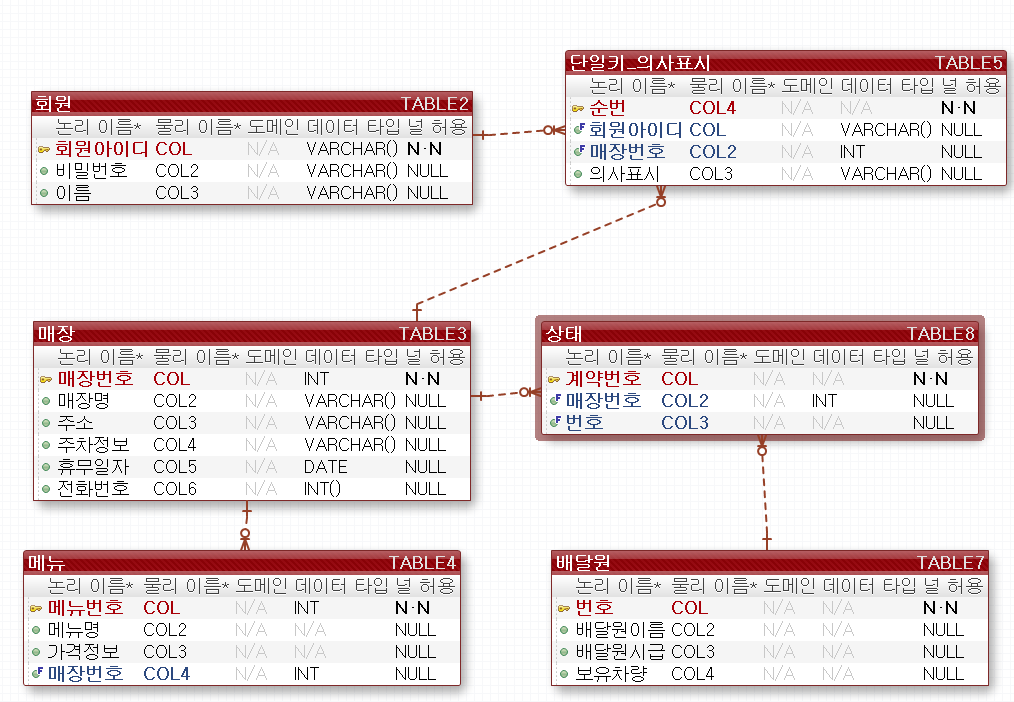 단일키_의사표시 TABLE5
논리 이름* 물리 이름* 도메인 데이터 타입 널 허용
순번 COL4 N/A N/A N·N
회원아이디 COL N/A VARCHAR() NULL
매장번호 COL2 N/A INT NULL
의사표시 COL3 N/A VARCHAR() NULL
회원 TABLE2
논리 이름* 물리 이름* 도메인 데이터 타입 널 허용
회원아이디 COL N/A VARCHAR() N·N
비밀번호 COL2 N/A VARCHAR() NULL
이름 COL3 N/A VARCHAR() NULL
매장 TABLE3
논리 이름* 물리 이름* 도메인 데이터 타입 널 허용
매장번호 COL N/A INT N·N
매장명 COL2 N/A VARCHAR() NULL
주소 COL3 N/A VARCHAR() NULL
주차정보 COL4 N/A VARCHAR() NULL
휴무일자 COL5 N/A DATE NULL
전화번호 COL6 N/A INT() NULL
상태 TABLE8
논리 이름* 물리 이름* 도메인 데이터 타입 널 허용
계약번호 COL N/A N/A N·N
매장번호 COL2 N/A INT NULL
번호 COL3 N/A N/A NULL
메뉴 TABLE4
논리 이름* 물리 이름* 도메인 데이터 타입 널 허용
메뉴번호 COL N/A INT N·N
메뉴명 COL2 N/A N/A NULL
가격정보 COL3 N/A N/A NULL
매장번호 COL4 N/A INT NULL
배달원 TABLE7
논리 이름* 물리 이름* 도메인 데이터 타입 널 허용
번호 COL N/A N/A N·N
배달원이름 COL2 N/A N/A NULL
배달원시급 COL3 N/A N/A NULL
보유차량 COL4 N/A N/A NULL